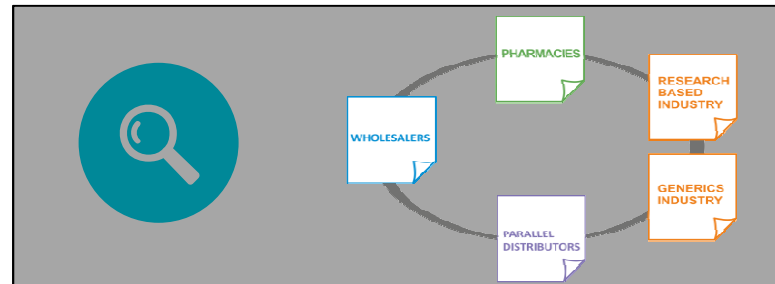 PHARMACIES
RESEARCH
BASED
INDUSTRY
WHOLESALERS
GENERICS
INDUSTRY
PARALLEL
DISTRIBUTORS